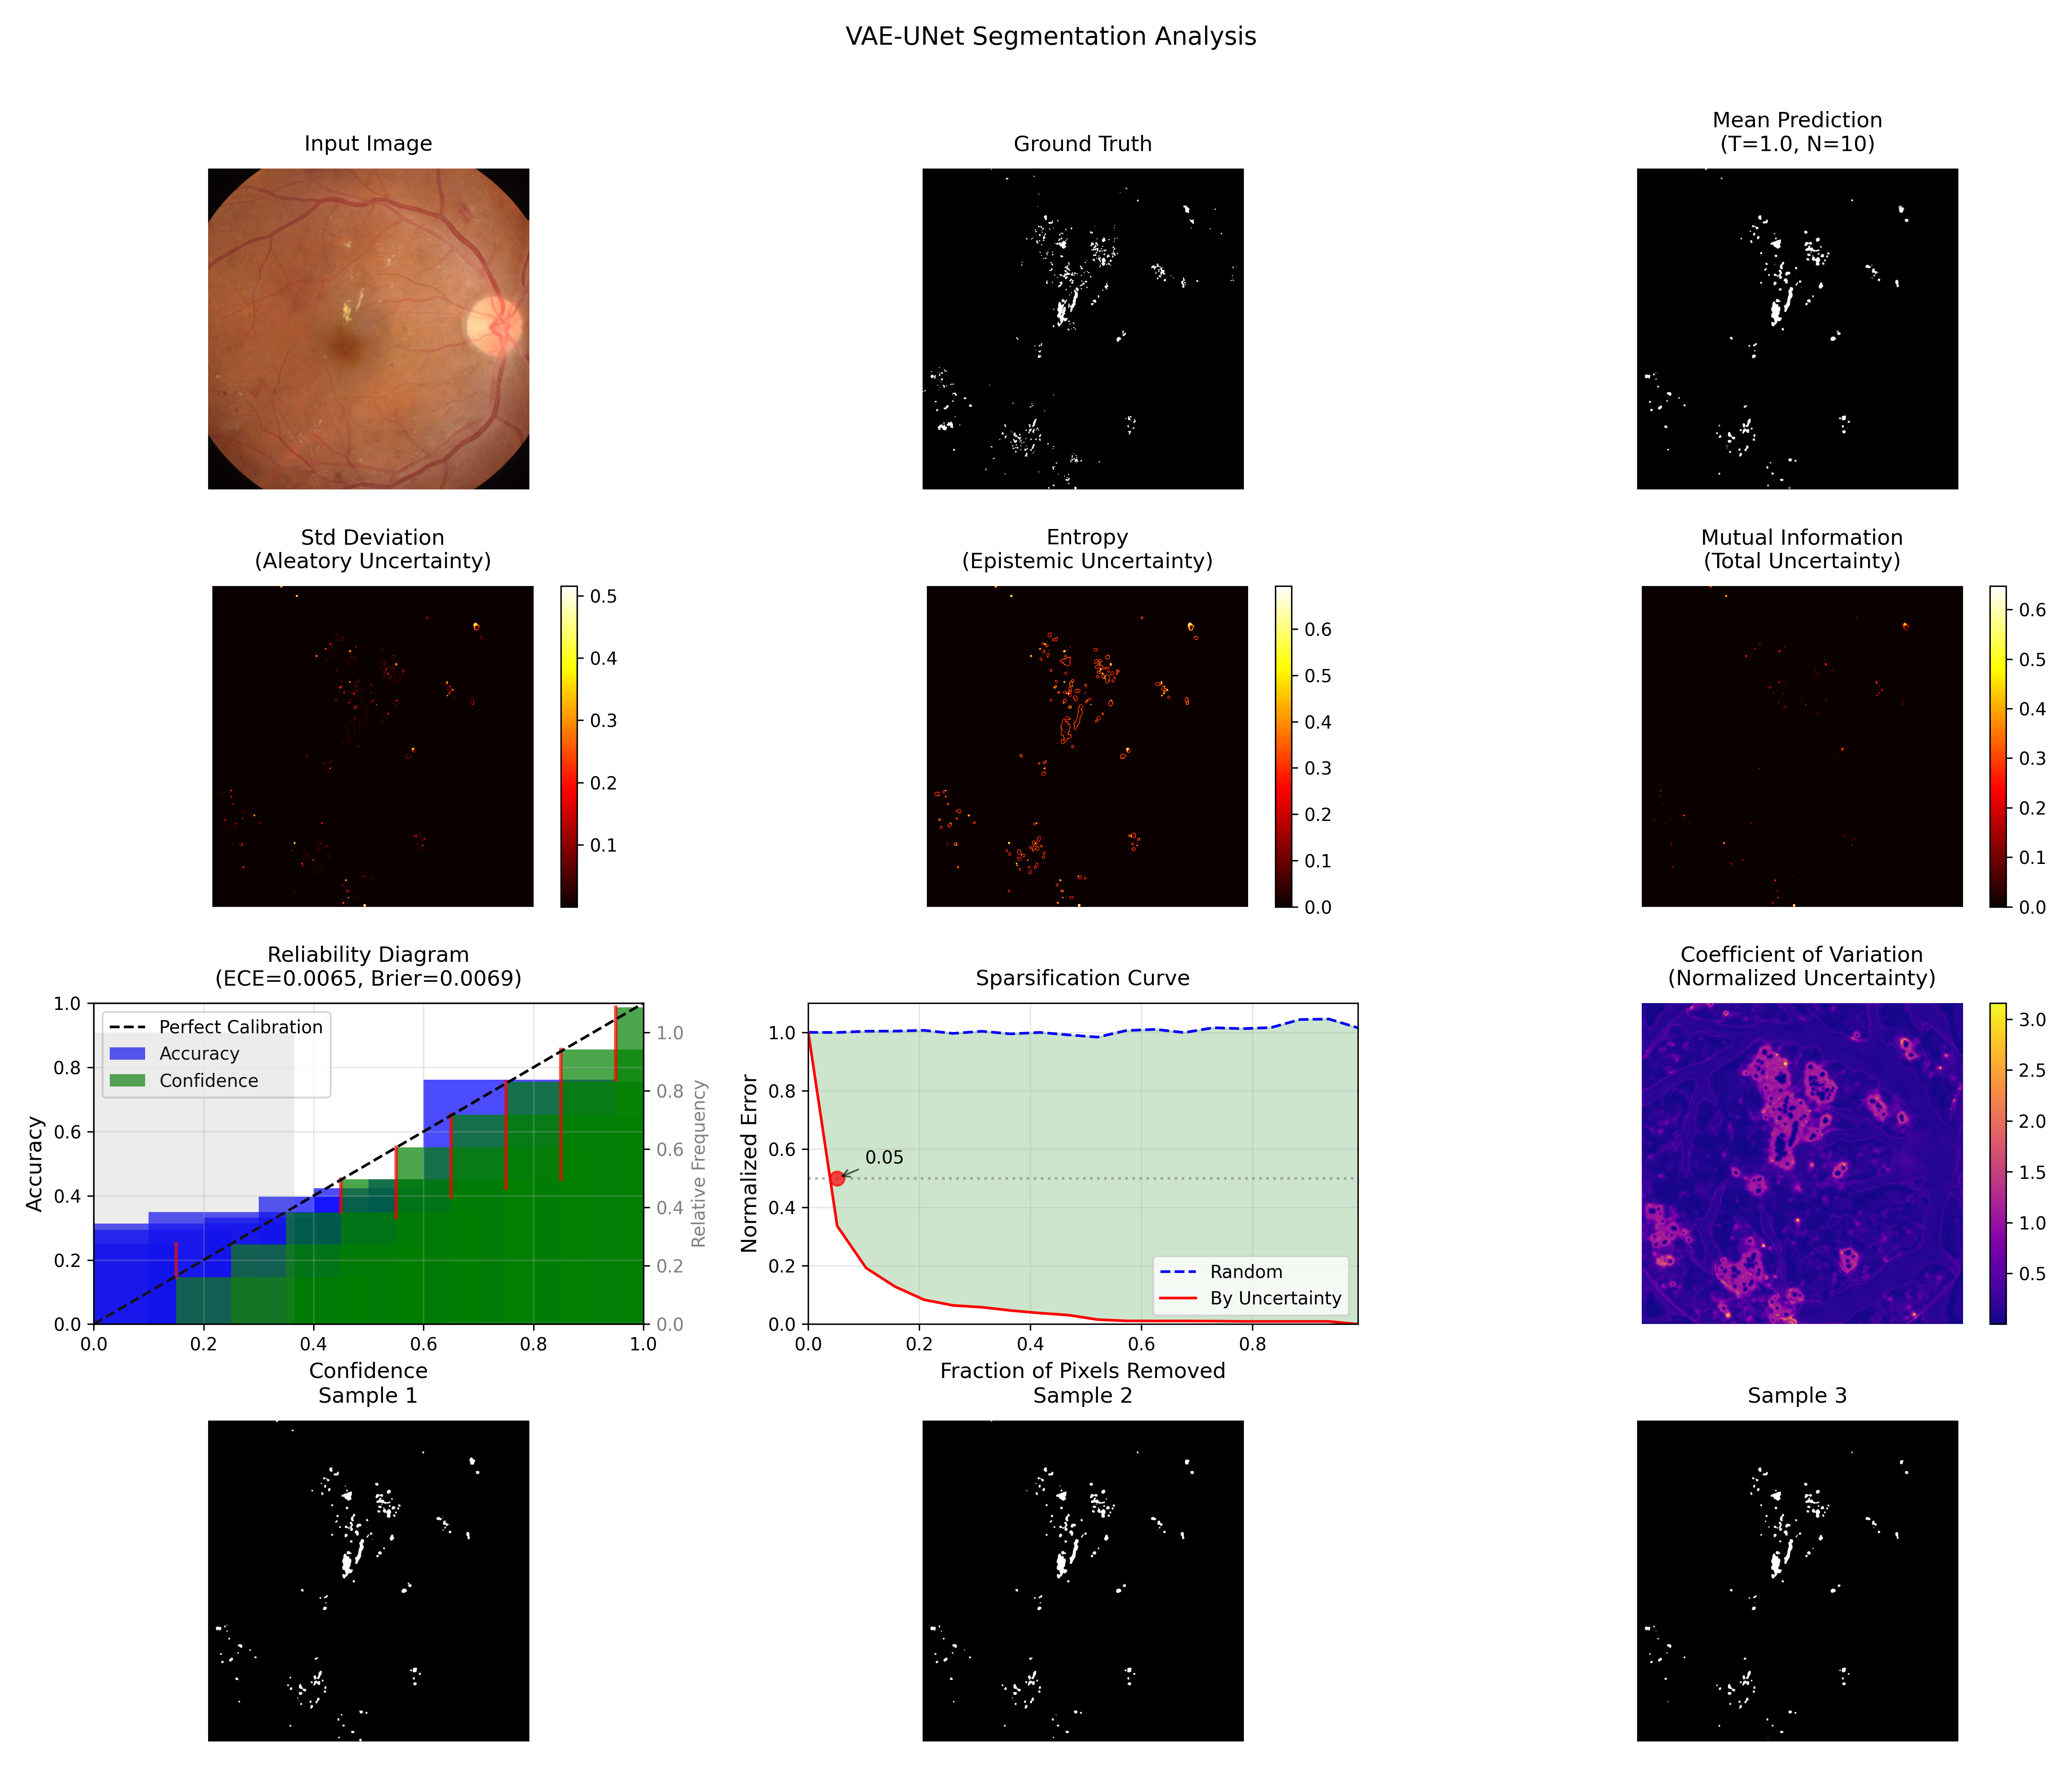 VAE-UNet Segmentation Analysis
Input Image
Ground Truth
Mean Prediction
(T=1.0, N=10)
Std Deviation
(Aleatory Uncertainty)
0.5
0.4
0.3
0.2
0.1
Entropy
(Epistemic Uncertainty)
0.6
0.5
0.4
0.3
0.2
0.1
0.0
Mutual Information
(Total Uncertainty)
0.6
0.5
0.4
0.3
0.2
0.1
0.0
Reliability Diagram
(ECE=0.0065, Brier=0.0069)
Perfect Calibration
Accuracy
Confidence
Accuracy
1.0
0.8
0.6
0.4
0.2
0.0
0.0 0.2 0.4 0.6 0.8 1.0
Confidence
1.0
0.8
0.6
0.4
0.2
0.0
Relative Frequency
Sparsification Curve
Normalized Error
1.0
0.8
0.6
0.4
0.2
0.0
0.05
Random
By Uncertainty
0.0 0.2 0.4 0.6 0.8
Fraction of Pixels Removed
Coefficient of Variation
(Normalized Uncertainty)
3.0
2.5
2.0
1.5
1.0
0.5
Sample 1
Sample 2
Sample 3